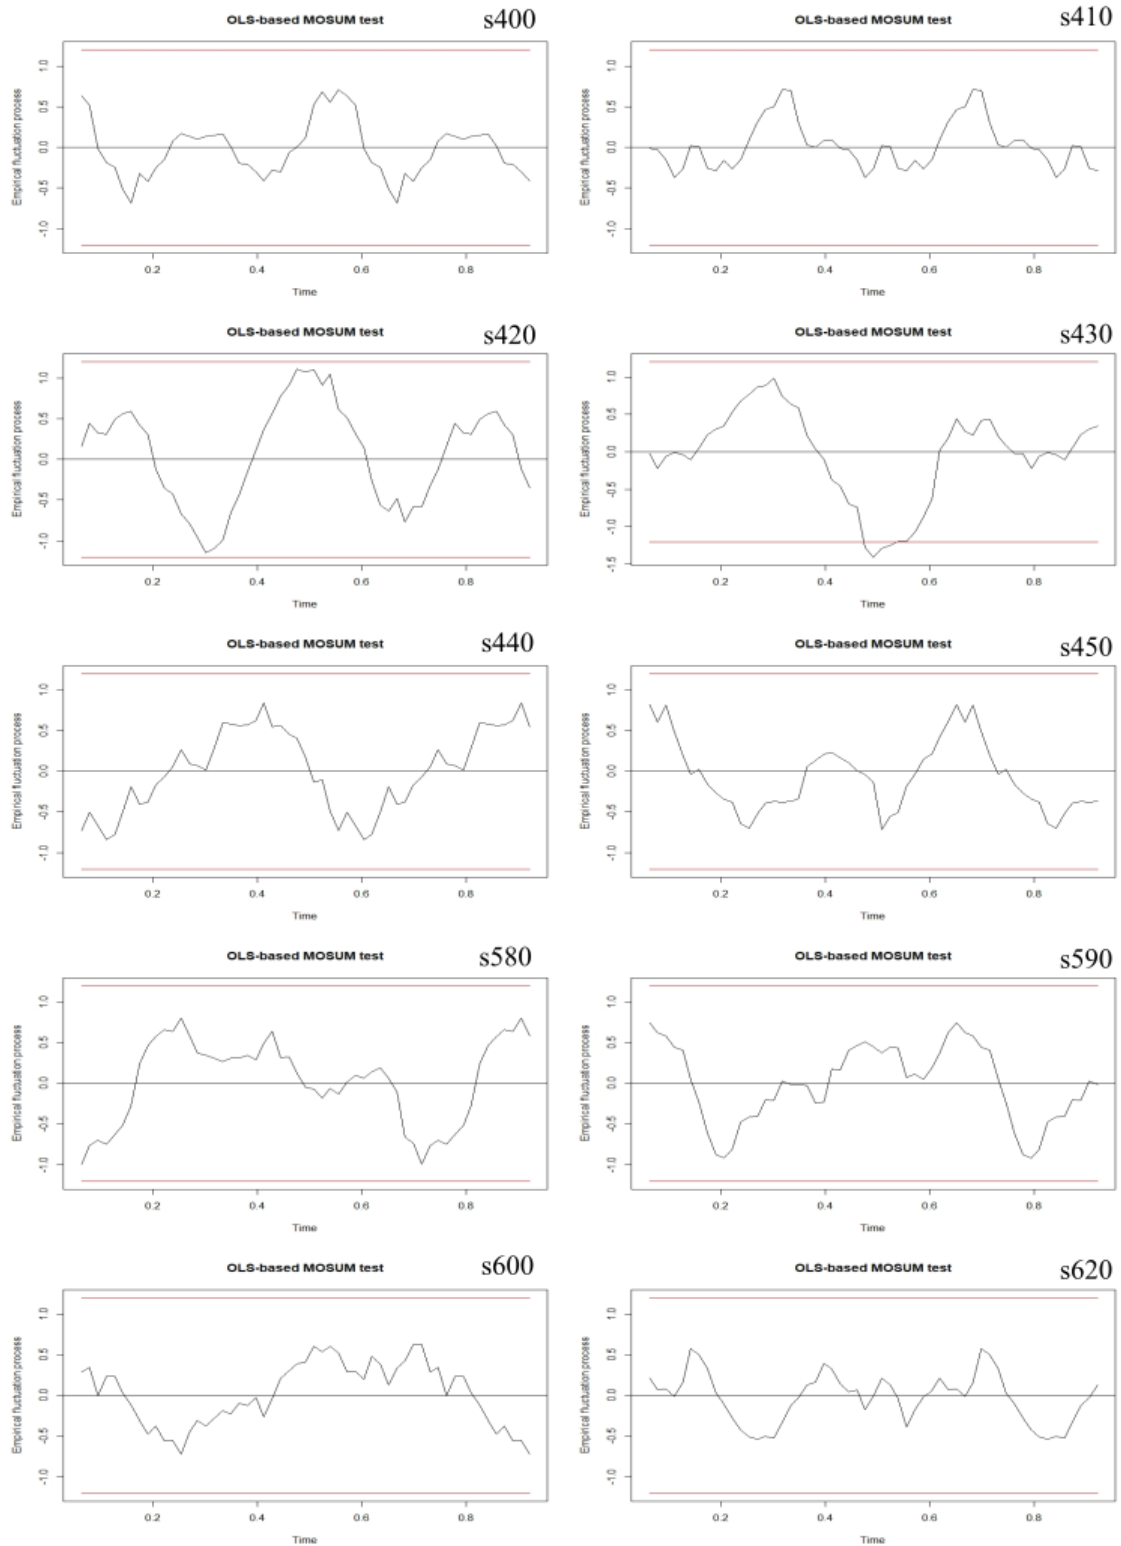 OLS-based MOSUM test s400
Empirical fluctuation process
1.0
0.5
0.0
-0.5
-1.0
0.2 0.4 0.6 0.8
Time
OLS-based MOSUM test s410
Empirical fluctuation process
1.0
0.5
0.0
-0.5
-1.0
0.2 0.4 0.6 0.8
Time
OLS-based MOSUM test s420
Empirical fluctuation process
1.0
0.5
0.0
-0.5
-1.0
0.2 0.4 0.6 0.8
Time
OLS-based MOSUM test s430
Empirical fluctuation process
1.0
0.5
0.0
-0.5
-1.0
-1.5
0.2 0.4 0.6 0.8
Time
OLS-based MOSUM test s440
Empirical fluctuation process
1.0
0.5
0.0
-0.5
-1.0
0.2 0.4 0.6 0.8
Time
OLS-based MOSUM test s450
Empirical fluctuation process
1.0
0.5
0.0
-0.5
-1.0
0.2 0.4 0.6 0.8
Time
OLS-based MOSUM test s580
Empirical fluctuation process
1.0
0.5
0.0
-0.5
-1.0
0.2 0.4 0.6 0.8
Time
OLS-based MOSUM test s590
Empirical fluctuation process
1.0
0.5
0.0
-0.5
-1.0
0.2 0.4 0.6 0.8
Time
OLS-based MOSUM test s600
Empirical fluctuation process
1.0
0.5
0.0
-0.5
-1.0
0.2 0.4 0.6 0.8
Time
OLS-based MOSUM test s620
Empirical fluctuation process
1.0
0.5
0.0
-0.5
-1.0
0.2 0.4 0.6 0.8
Time